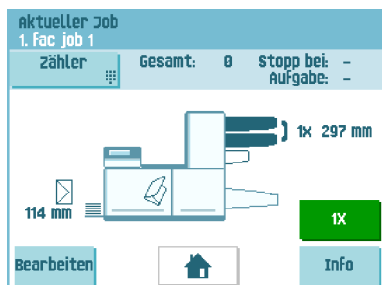 Aktueller Job
1. Fac job 1
Zähler
Gesamt: 0
Stopp bei: –
Aufgabe: –
1x 297 mm
114 mm
1X
Bearbeiten
Info